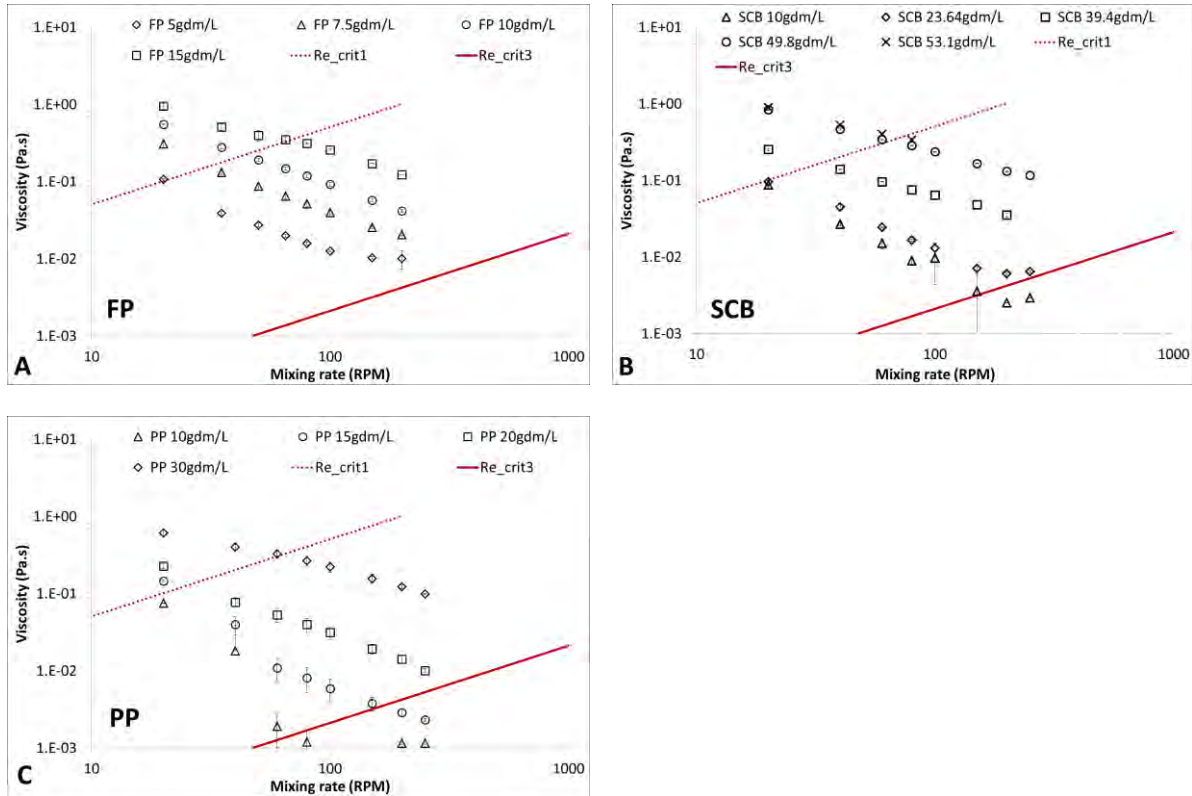 FP 5gdm/L FP 7.5gdm/L FP 10gdm/L
FP 15gdm/L Re_crit1 Re_crit3
1.E+01
1.E+00
1.E-01
1.E-02
1.E-03
Viscosity (Pa.s)
FP
10 100 1000
Mixing rate (RPM)
A
SCB 10gdm/L SCB 23.64gdm/L SCB 39.4gdm/L
SCB 49.8gdm/L SCB 53.1gdm/L Re_crit1
Re_crit3
1.E+01
1.E+00
1.E-01
1.E-02
1.E-03
Viscosity (Pa.s)
SCB
10 100 1000
Mixing rate (RPM)
B
PP 10gdm/L PP 15gdm/L PP 20gdm/L
PP 30gdm/L Re_crit1 Re_crit3
1.E+01
1.E+00
1.E-01
1.E-02
1.E-03
Viscosity (Pa.s)
PP
10 100 1000
Mixing rate (RPM)
C